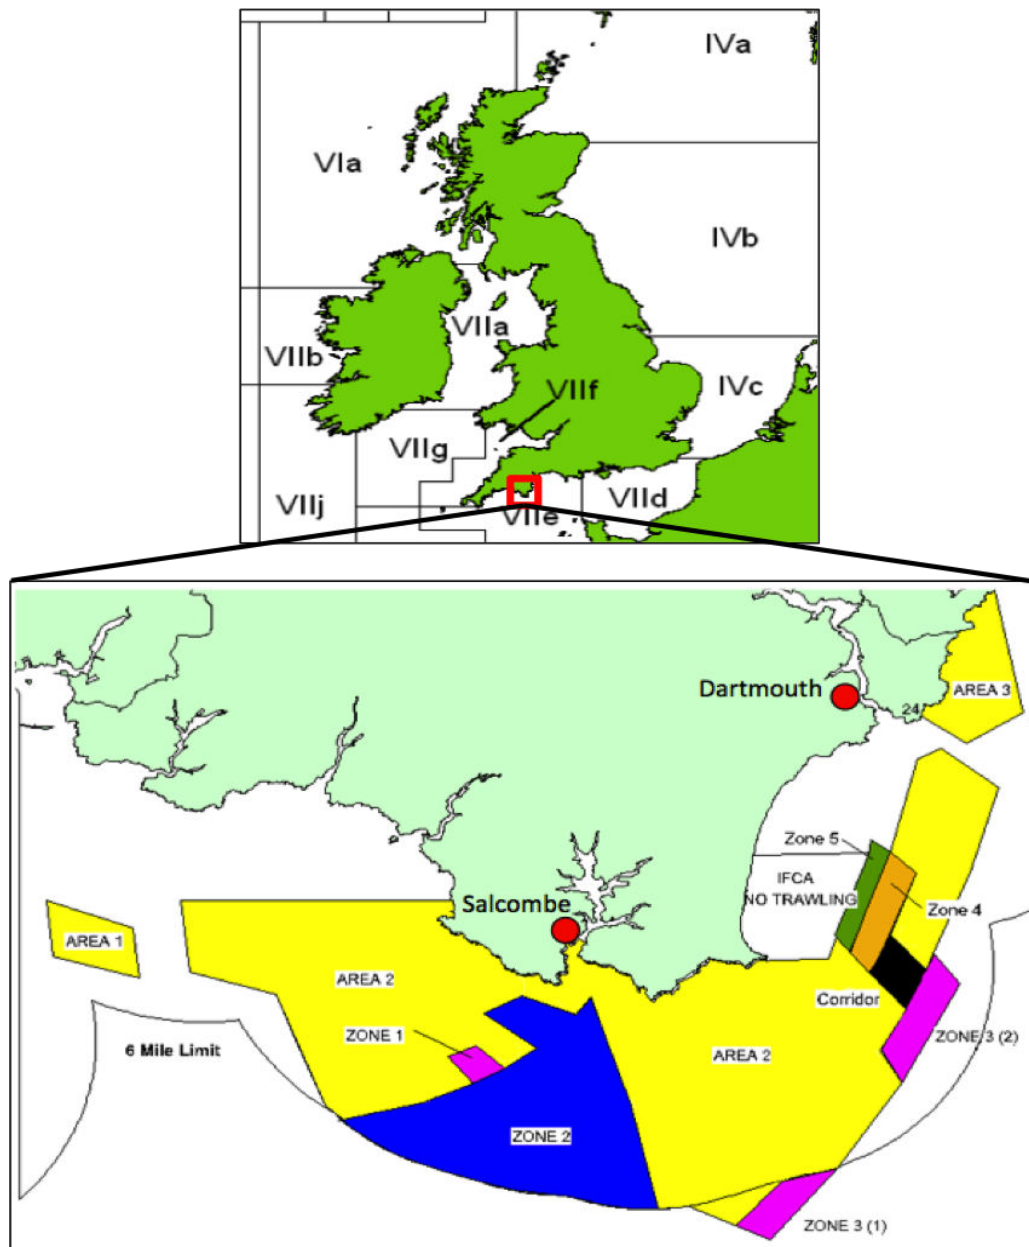 IVa
VIa
IVb
VIIa
VIIb
IVc
VIIf
VIIg
VIIj
VIId
VIIe
Dartmouth
AREA 3
24
Zone 5
IFCA
NO TRAWLING
Zone 4
Salcombe
AREA 1
AREA 2
Corridor
ZONE 1
6 Mile Limit
AREA 2
ZONE 3 (2)
ZONE 2
ZONE 3 (1)